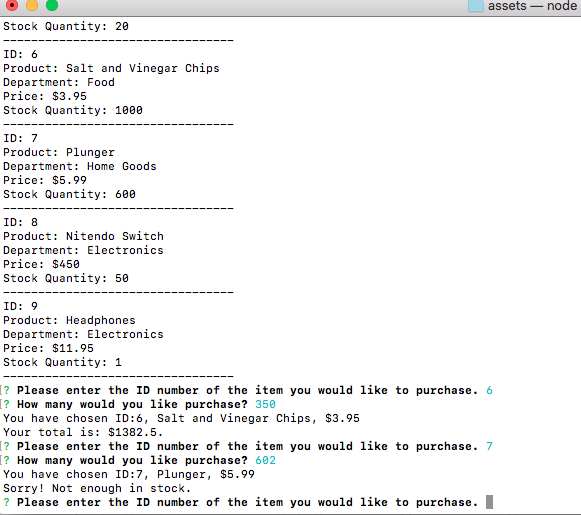 assets — node
Stock Quantity: 20
---------------------------------
ID: 6
Product: Salt and Vinegar Chips
Department: Food
Price: $3.95
Stock Quantity: 1000
---------------------------------
ID: 7
Product: Plunger
Department: Home Goods
Price: $5.99
Stock Quantity: 600
---------------------------------
ID: 8
Product: Nitendo Switch
Department: Electronics
Price: $450
Stock Quantity: 50
---------------------------------
ID: 9
Product: Headphones
Department: Electronics
Price: $11.95
Stock Quantity: 1
---------------------------------
[? Please enter the ID number of the item you would like to purchase. 6
[? How many would you like purchase? 350
You have chosen ID:6, Salt and Vinegar Chips, $3.95
Your total is: $1382.5.
[? Please enter the ID number of the item you would like to purchase. 7
[? How many would you like purchase? 602
You have chosen ID:7, Plunger, $5.99
Sorry! Not enough in stock.
? Please enter the ID number of the item you would like to purchase.